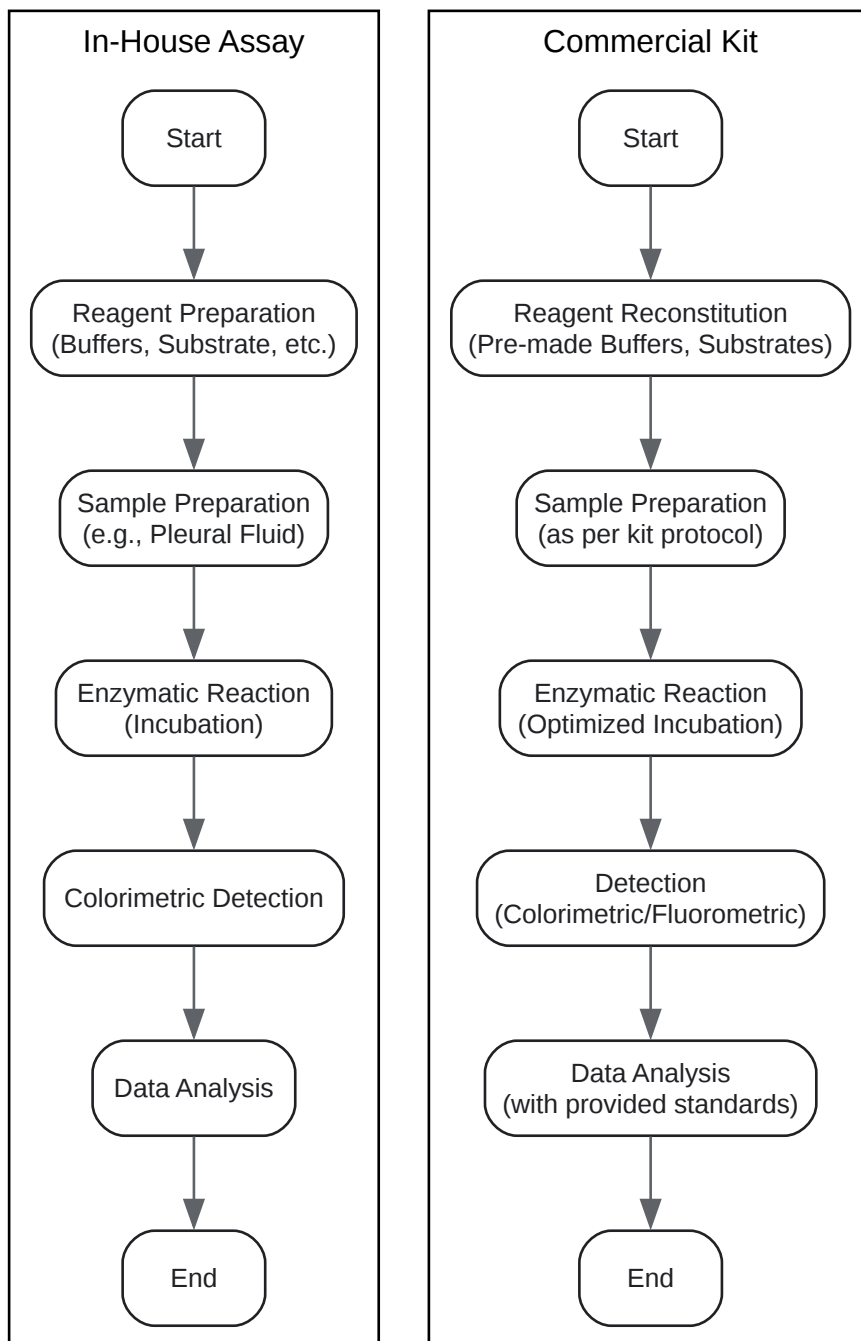 In-House Assay
Start
Reagent Preparation
(Buffers, Substrate, etc.)
Sample Preparation
(e.g., Pleural Fluid)
Enzymatic Reaction
(Incubation)
Colorimetric Detection
Data Analysis
End
Commercial Kit
Start
Reagent Reconstitution
(Pre-made Buffers, Substrates)
Sample Preparation
(as per kit protocol)
Enzymatic Reaction
(Optimized Incubation)
Detection
(Colorimetric/Fluorometric)
Data Analysis
(with provided standards)
End